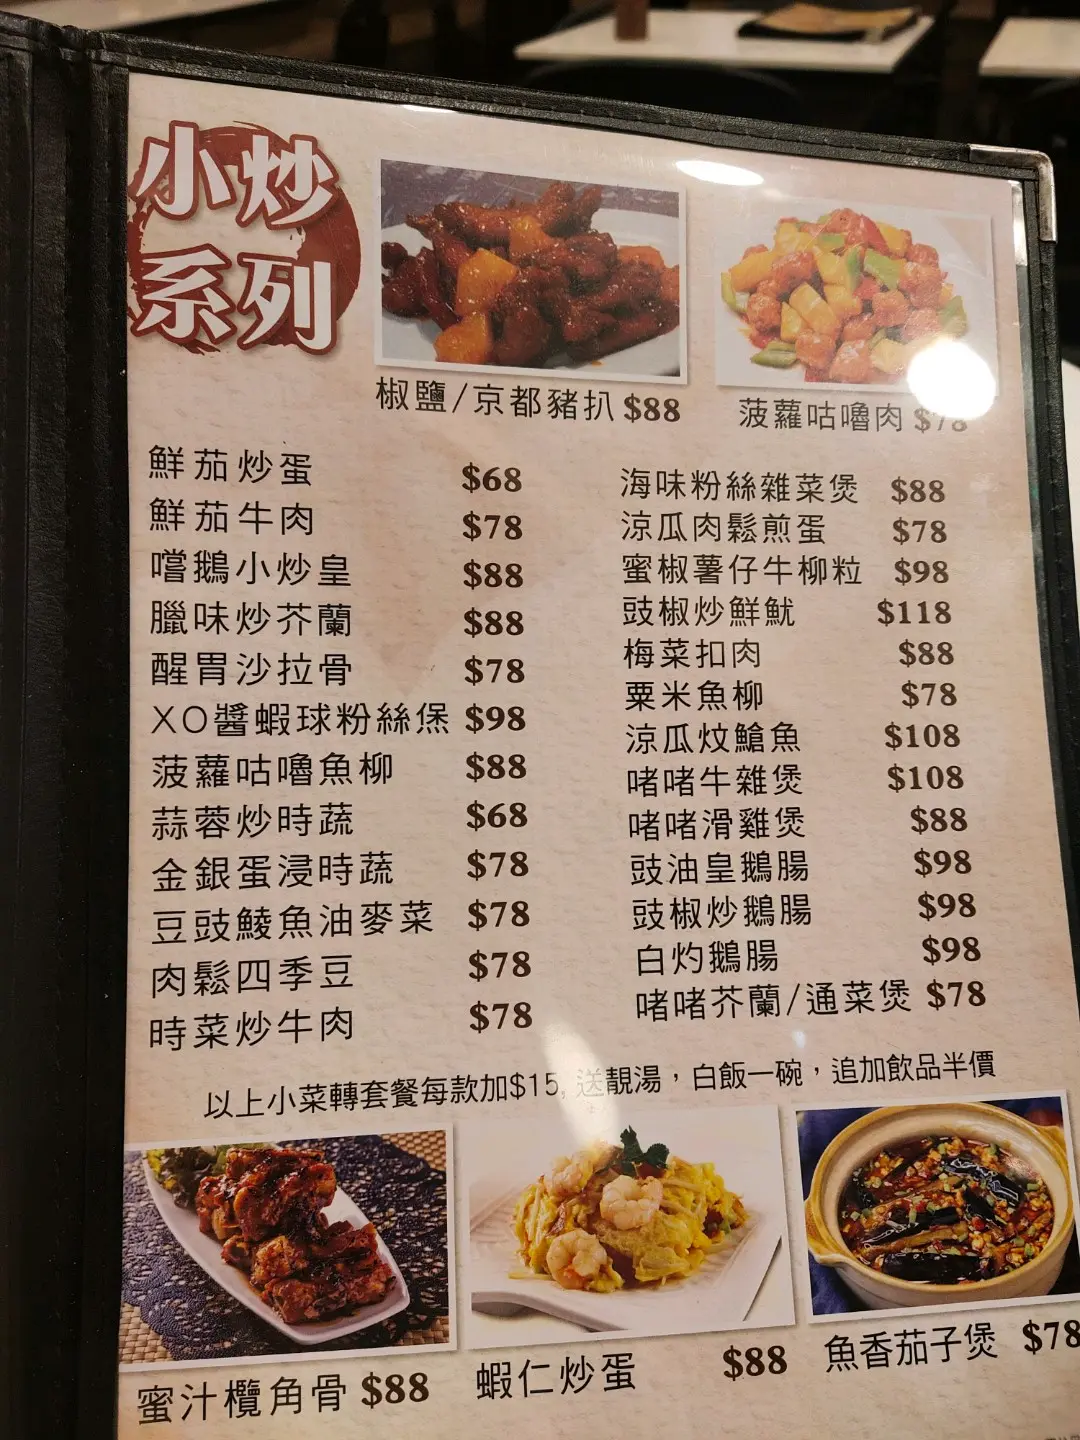 小炒
系列
椒鹽/京都豬扒 $88
菠蘿咕嚕肉 $78
鮮茄炒蛋 $68
鮮茄牛肉 $78
嚐鵝小炒皇 $88
臘味炒芥蘭 $88
醒胃沙拉骨 $78
XO醬蝦球粉絲煲 $98
菠蘿咕嚕魚柳 $88
蒜蓉炒時蔬 $68
金銀蛋浸時蔬 $78
豆豉鯪魚油麥菜 $78
肉鬆四季豆 $78
時菜炒牛肉 $78
海味粉絲雜菜煲 $88
涼瓜肉鬆煎蛋 $78
蜜椒薯仔牛柳粒 $98
豉椒炒鮮魷 $118
梅菜扣肉 $88
粟米魚柳 $78
涼瓜炆鯧魚 $108
啫啫牛雜煲 $108
啫啫滑雞煲 $88
豉油皇鵝腸 $98
豉椒炒鵝腸 $98
白灼鵝腸 $98
啫啫芥蘭/通菜煲 $78
以上小菜轉套餐每款加$15, 送靚湯，白飯一碗，追加飲品半價
蜜汁欖角骨 $88
蝦仁炒蛋 $88
魚香茄子煲 $78